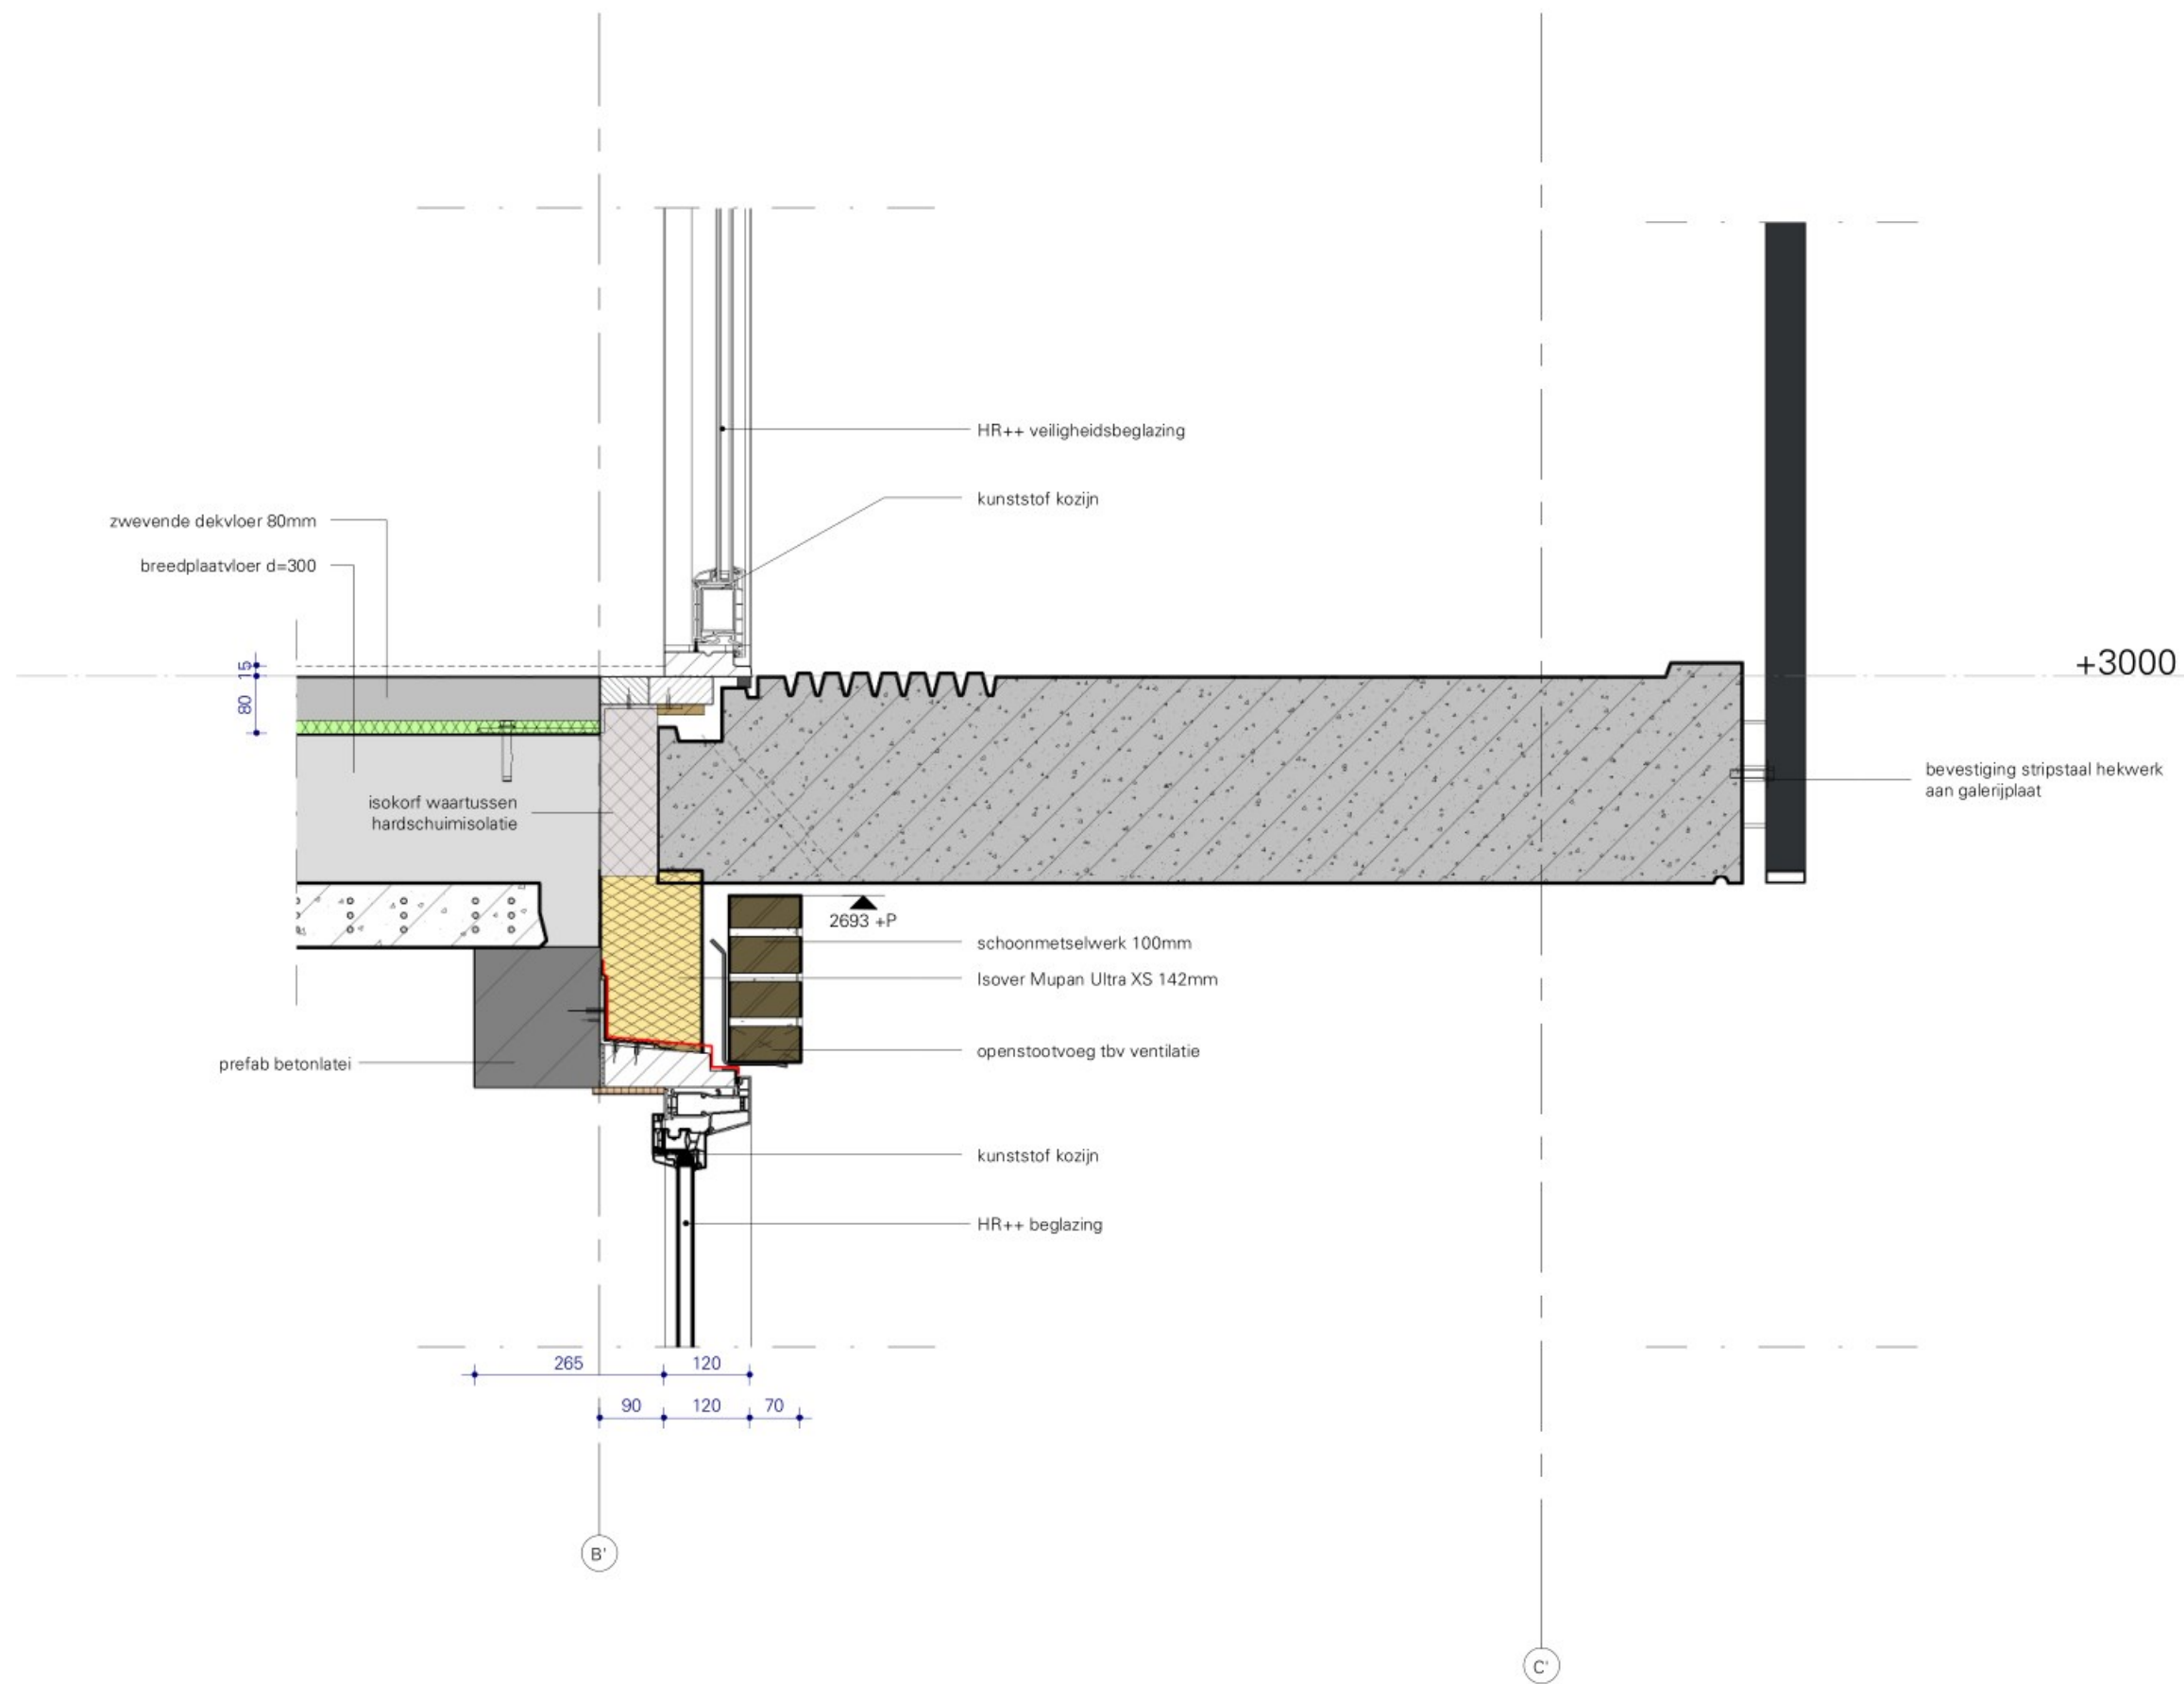 HR++ veiligheidsbeglazing
kunststof kozijn
zwevende dekvloer 80mm
breedplaatvloer d=300
15
80
+3000
bevestiging stripstaal hekwerk
aan galerijplaat
isokorf waartussen
hardschuimisolatie
2693 +P
schoonmetselwerk 100mm
Isover Mupan Ultra XS 142mm
openstootvoeg tbv ventilatie
prefab betonlatei
kunststof kozijn
HR++ beglazing
265
120
90
120
70
B'
C'